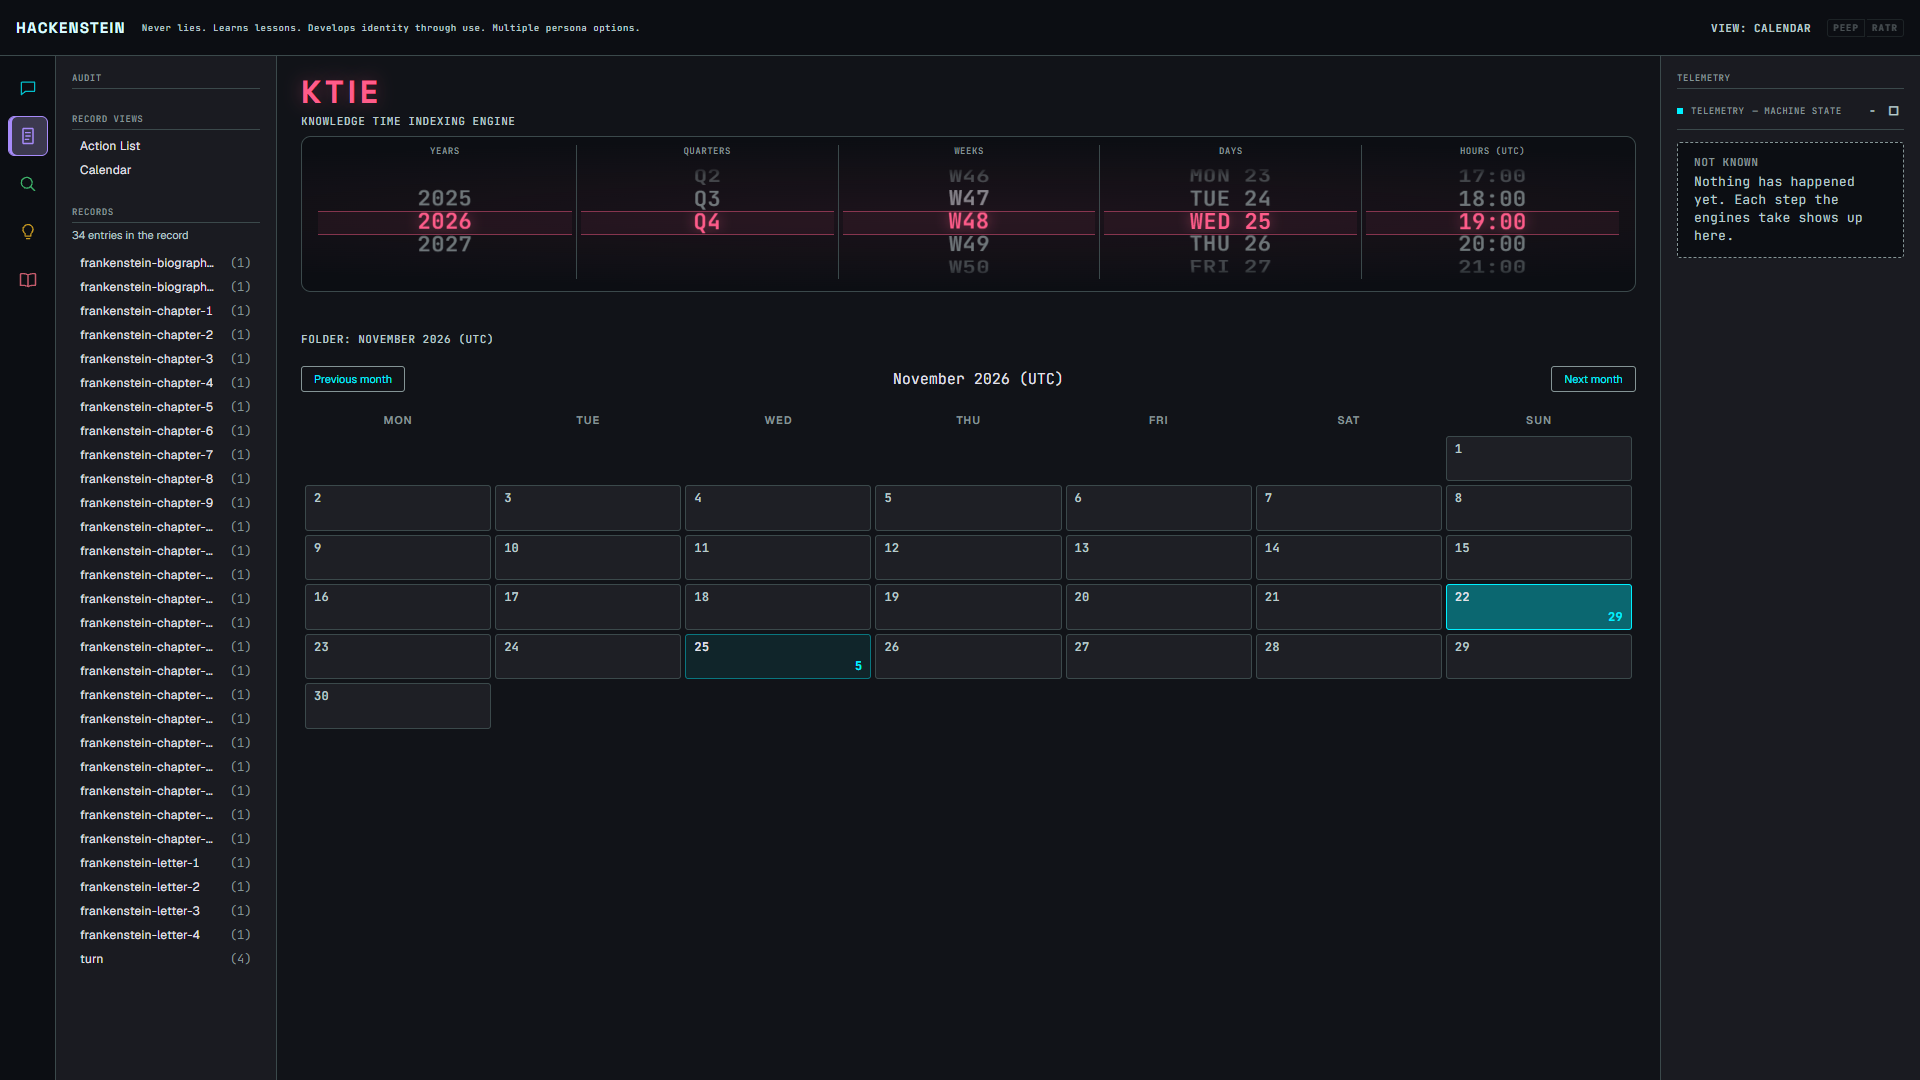 HACKENSTEIN
Never lies. Learns lessons. Develops identity through use. Multiple persona options.
VIEW: CALENDAR
PEEP RATR
AUDIT
RECORD VIEWS
Action List
Calendar
RECORDS
34 entries in the record
frankenstein-biograph... (1)
frankenstein-biograph... (1)
frankenstein-chapter-1 (1)
frankenstein-chapter-2 (1)
frankenstein-chapter-3 (1)
frankenstein-chapter-4 (1)
frankenstein-chapter-5 (1)
frankenstein-chapter-6 (1)
frankenstein-chapter-7 (1)
frankenstein-chapter-8 (1)
frankenstein-chapter-9 (1)
frankenstein-chapter-... (1)
frankenstein-chapter-... (1)
frankenstein-chapter-... (1)
frankenstein-chapter-... (1)
frankenstein-chapter-... (1)
frankenstein-chapter-... (1)
frankenstein-chapter-... (1)
frankenstein-chapter-... (1)
frankenstein-chapter-... (1)
frankenstein-chapter-... (1)
frankenstein-chapter-... (1)
frankenstein-chapter-... (1)
frankenstein-chapter-... (1)
frankenstein-chapter-... (1)
frankenstein-letter-1 (1)
frankenstein-letter-2 (1)
frankenstein-letter-3 (1)
frankenstein-letter-4 (1)
turn (4)
KTIE
KNOWLEDGE TIME INDEXING ENGINE
YEARS QUARTERS WEEKS DAYS HOURS (UTC)
Q2 W46 MON 23 17:00
2025 Q3 W47 TUE 24 18:00
2026 Q4 W48 WED 25 19:00
2027 W49 THU 26 20:00
W50 FRI 27 21:00
FOLDER: NOVEMBER 2026 (UTC)
Previous month November 2026 (UTC) Next month
MON TUE WED THU FRI SAT SUN
1
2 3 4 5 6 7 8
9 10 11 12 13 14 15
16 17 18 19 20 21 22
29
23 24 25 26 27 28 29
5
30
TELEMETRY
TELEMETRY — MACHINE STATE -
NOT KNOWN
Nothing has happened
yet. Each step the
engines take shows up
here.